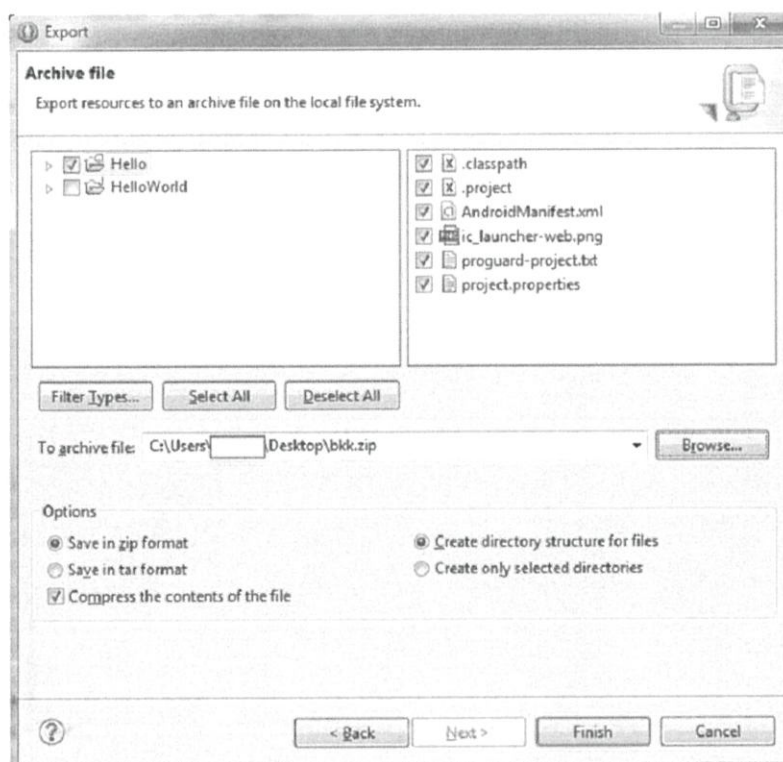 Export
Archive file
Export resources to an archive file on the local file system.
Hello
HelloWorld
.classpath
.project
AndroidManifest.xml
ic_launcher-web.png
proguard-project.txt
project.properties
Filter Types...
Select All
Deselect All
To archive file: C:\Users\ \Desktop\bkk.zip
Browse...
Options
Save in zip format
Create directory structure for files
Save in tar format
Create only selected directories
Compress the contents of the file
< Back
Next >
Finish
Cancel